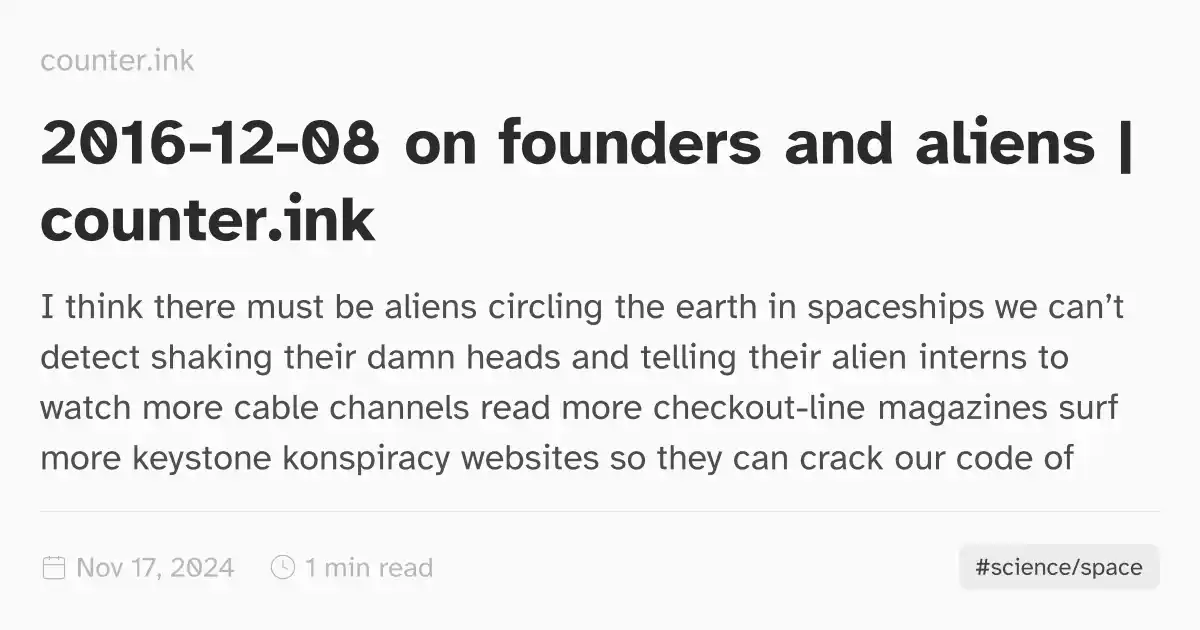 counter.ink
2016-12-08 on founders and aliens |
counter.ink
I think there must be aliens circling the earth in spaceships we can’t
detect shaking their damn heads and telling their alien interns to
watch more cable channels read more checkout-line magazines surf
more keystone konspiracy websites so they can crack our code of
Nov 17, 2024 1 min read #science/space